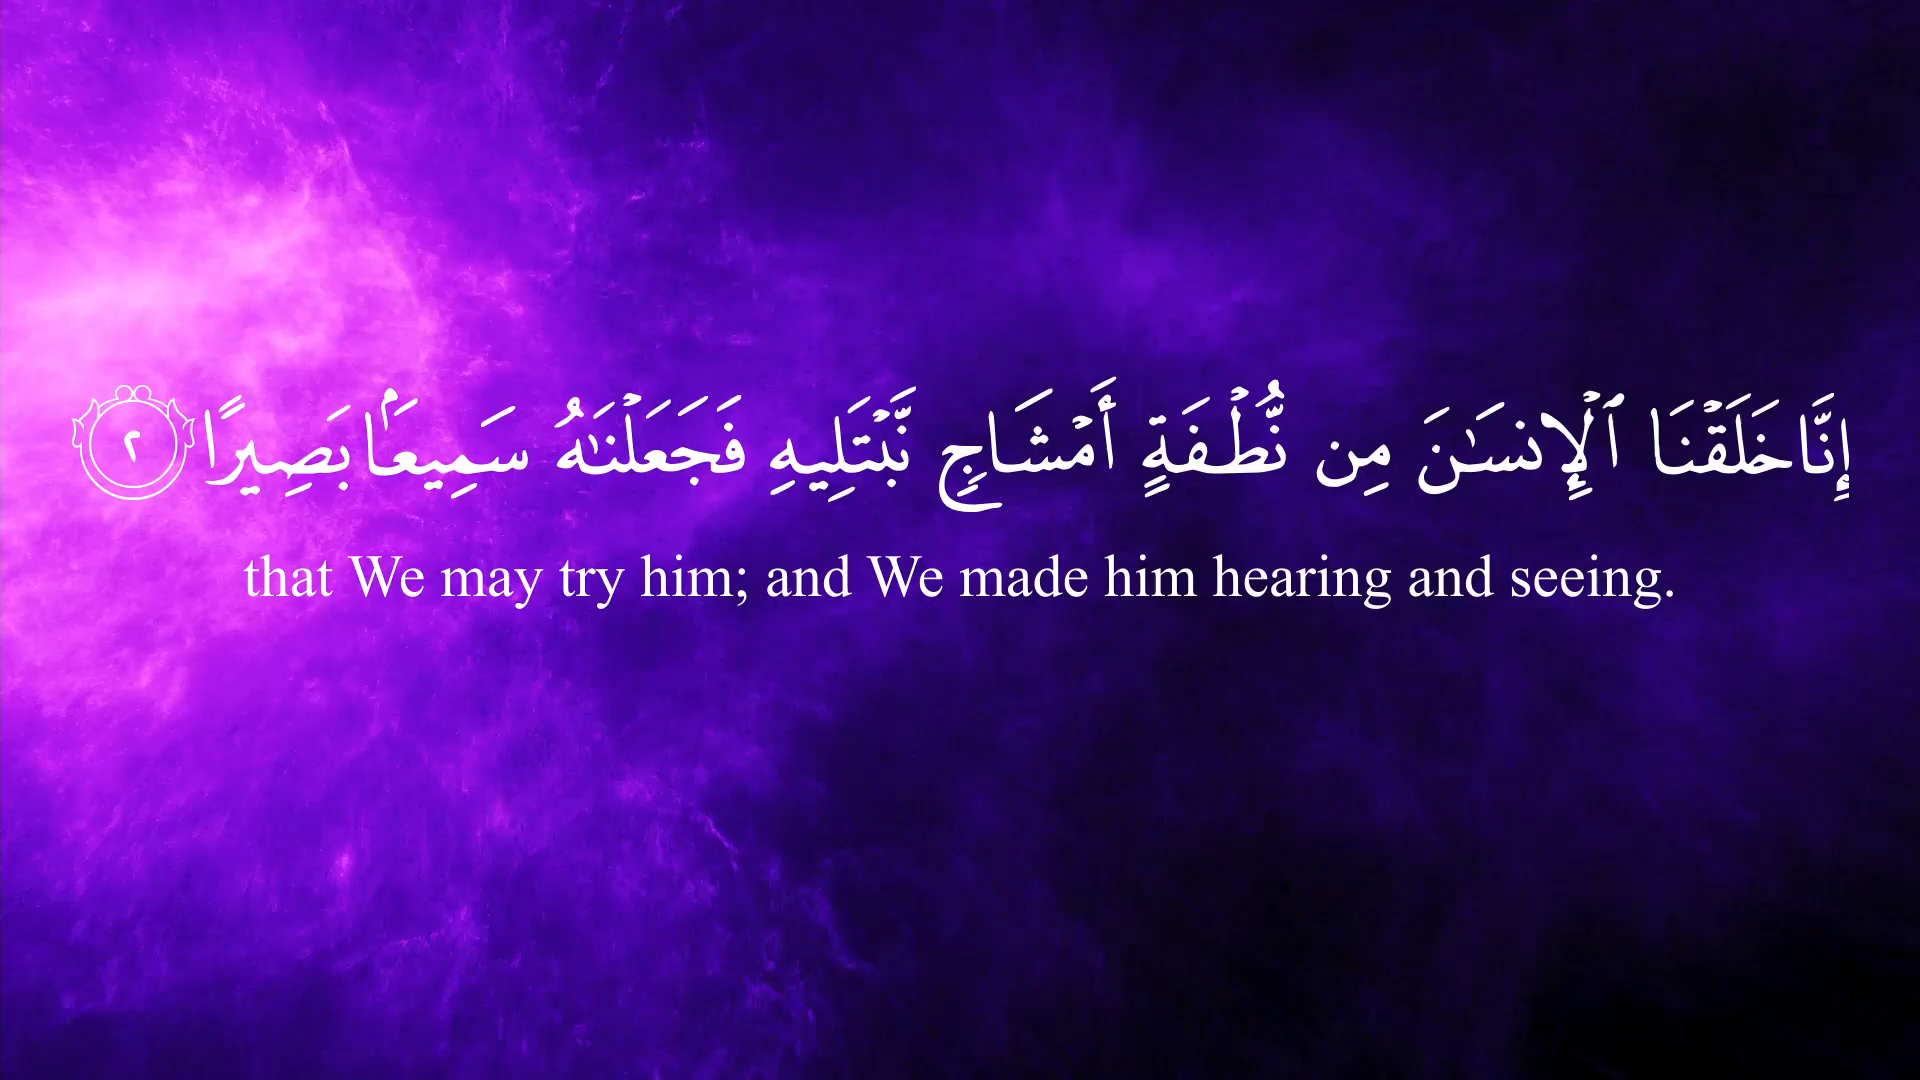 إِنَّا خَلَقْنَا ٱلْإِنسَـٰنَ مِن نُّطْفَةٍ أَمْشَاجٍ نَّبْتَلِيهِ فَجَعَلْنَـٰهُ سَمِيعَۢا بَصِيرًا ٢
that We may try him; and We made him hearing and seeing.